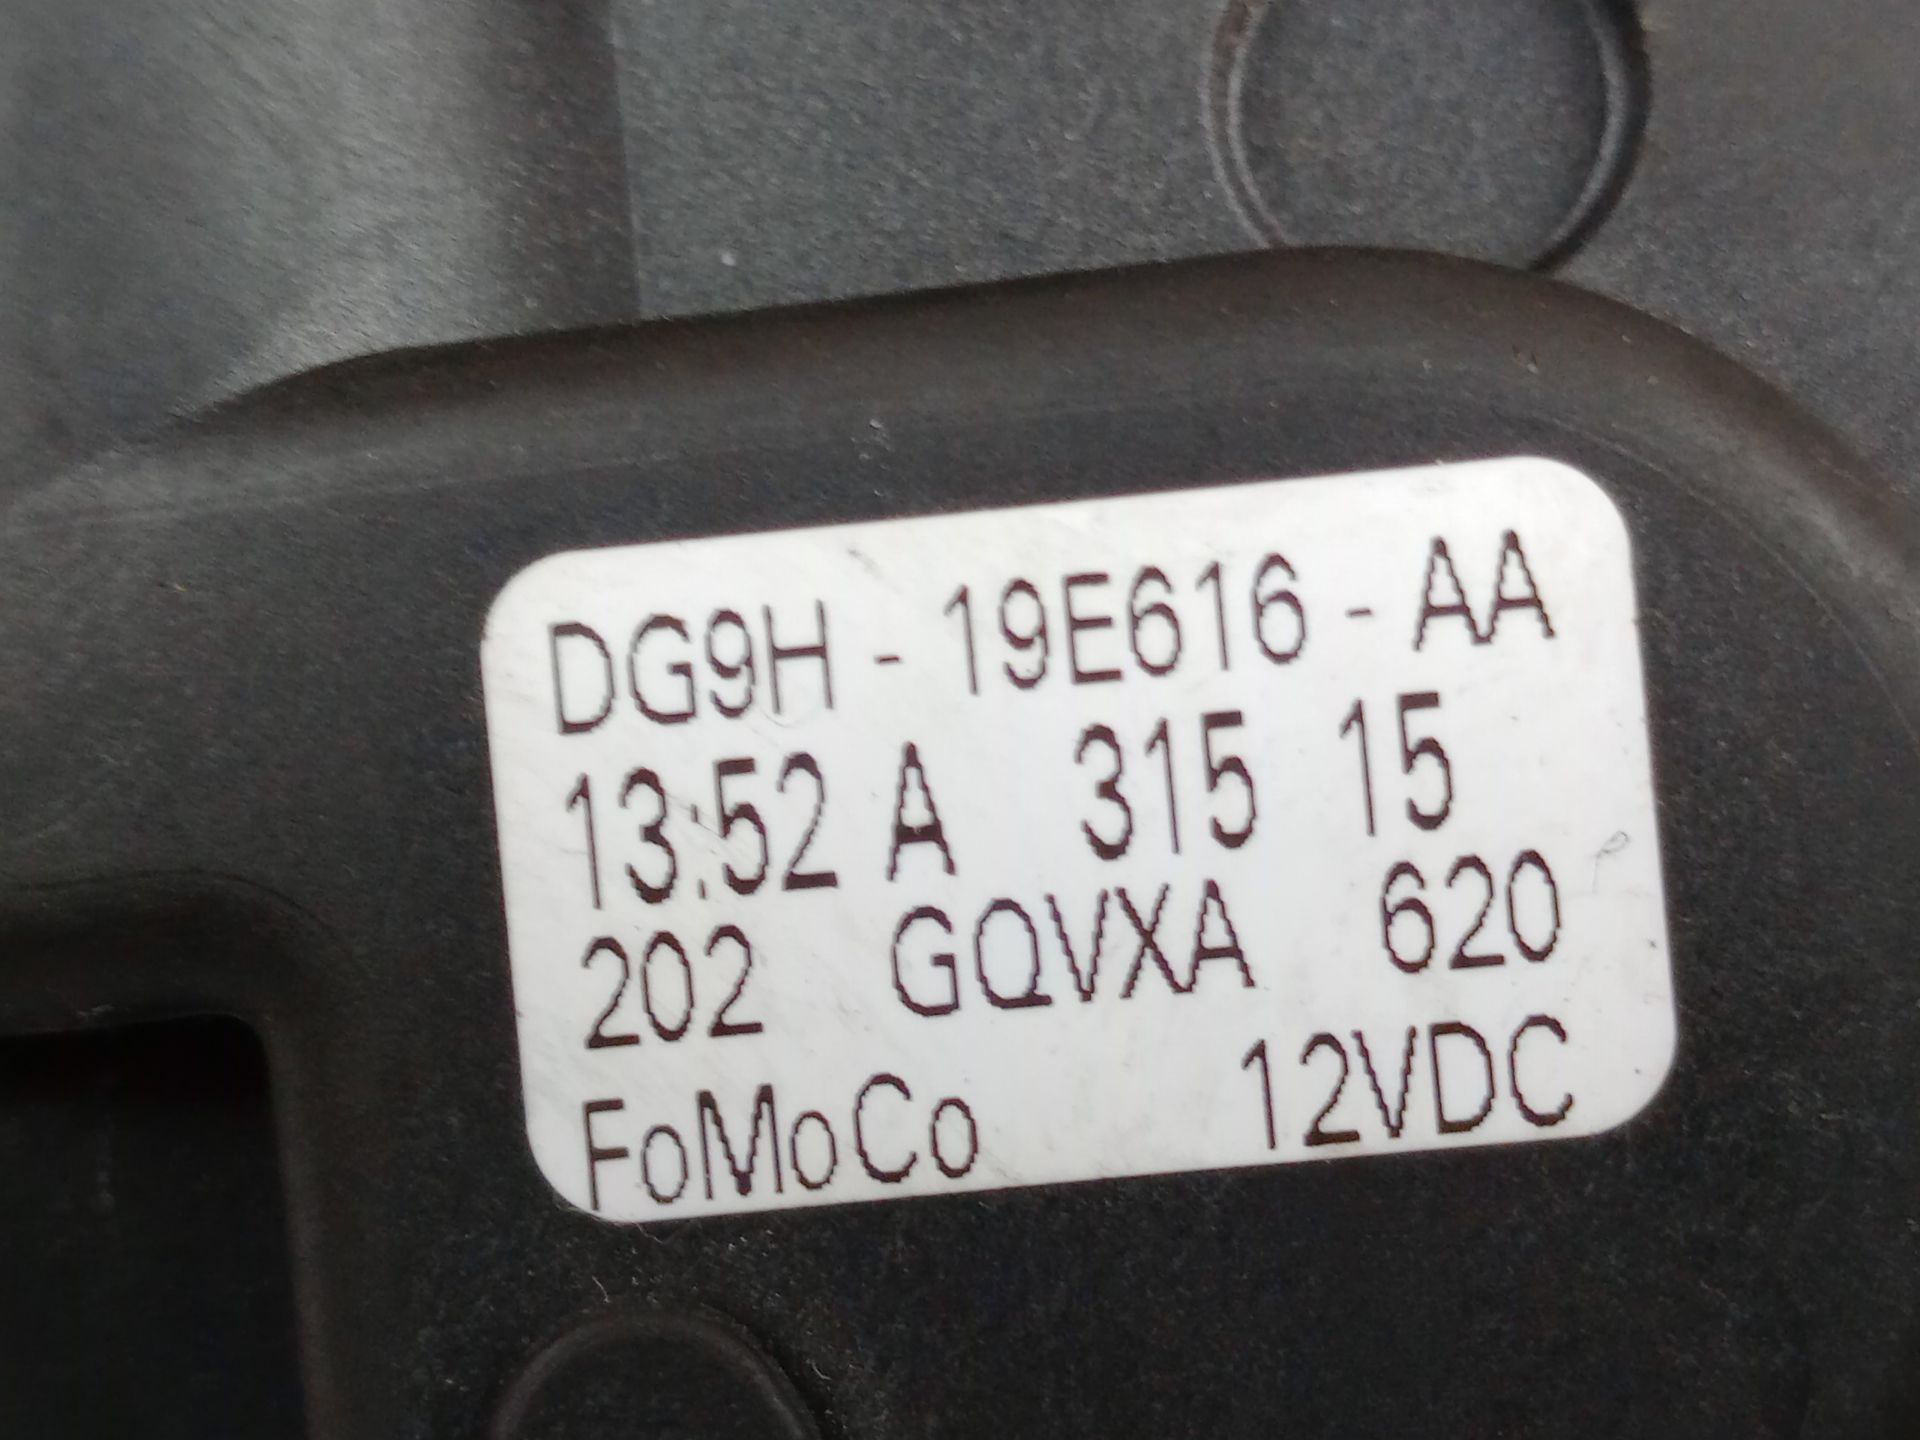 DG9H - 19E616 - AA
13:52 A 315 15
202 GQVXA 620
FoMoCo 12VDC